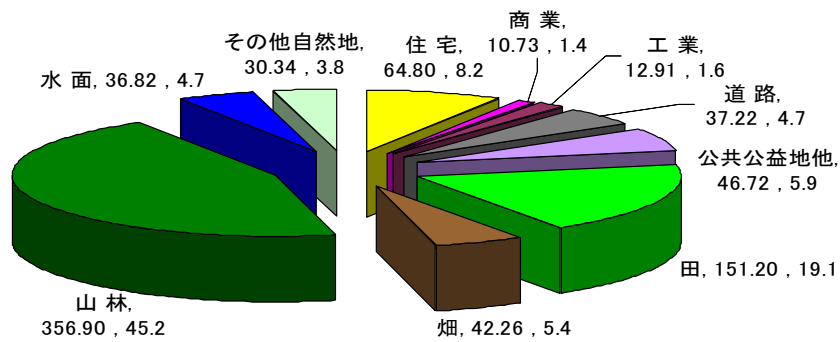 住 宅,
64.80 , 8.2
商 業,
10.73 , 1.4
工 業,
12.91 , 1.6
道 路,
37.22 , 4.7
公共公益地他,
46.72 , 5.9
田, 151.20 , 19.1
畑, 42.26 , 5.4
山 林,
356.90 , 45.2
水 面, 36.82 , 4.7
その他自然地,
30.34 , 3.8